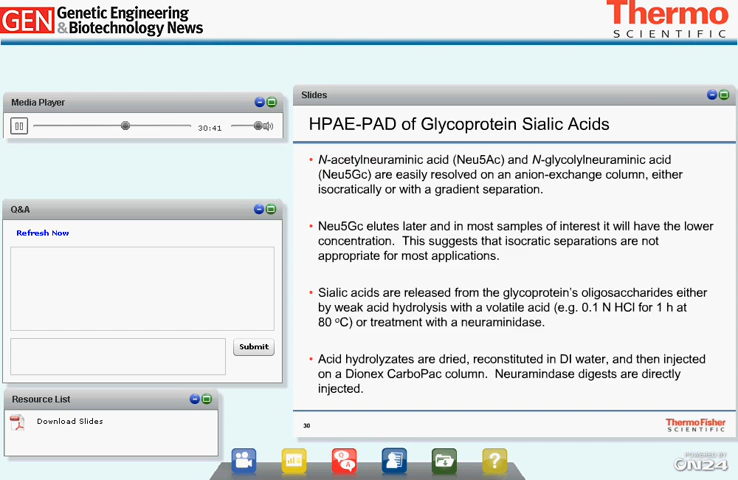 GEN Genetic Engineering
& Biotechnology News
Thermo
SCIENTIFIC
Media Player
30:41
Q&A
Refresh Now
Submit
Resource List
Download Slides
Slides
HPAE-PAD of Glycoprotein Sialic Acids
• N-acetylneuraminic acid (Neu5Ac) and N-glycolylneuraminic acid
(Neu5Gc) are easily resolved on an anion-exchange column, either
isocratically or with a gradient separation.
• Neu5Gc elutes later and in most samples of interest it will have the lower
concentration. This suggests that isocratic separations are not
appropriate for most applications.
• Sialic acids are released from the glycoprotein's oligosaccharides either
by weak acid hydrolysis with a volatile acid (e.g. 0.1 N HCl for 1 h at
80 ºC) or treatment with a neuraminidase.
• Acid hydrolyzates are dried, reconstituted in DI water, and then injected
on a Dionex CarboPac column. Neuramindase digests are directly
injected.
30
ThermoFisher
SCIENTIFIC
Q
A
?
POWERED BY
ON24